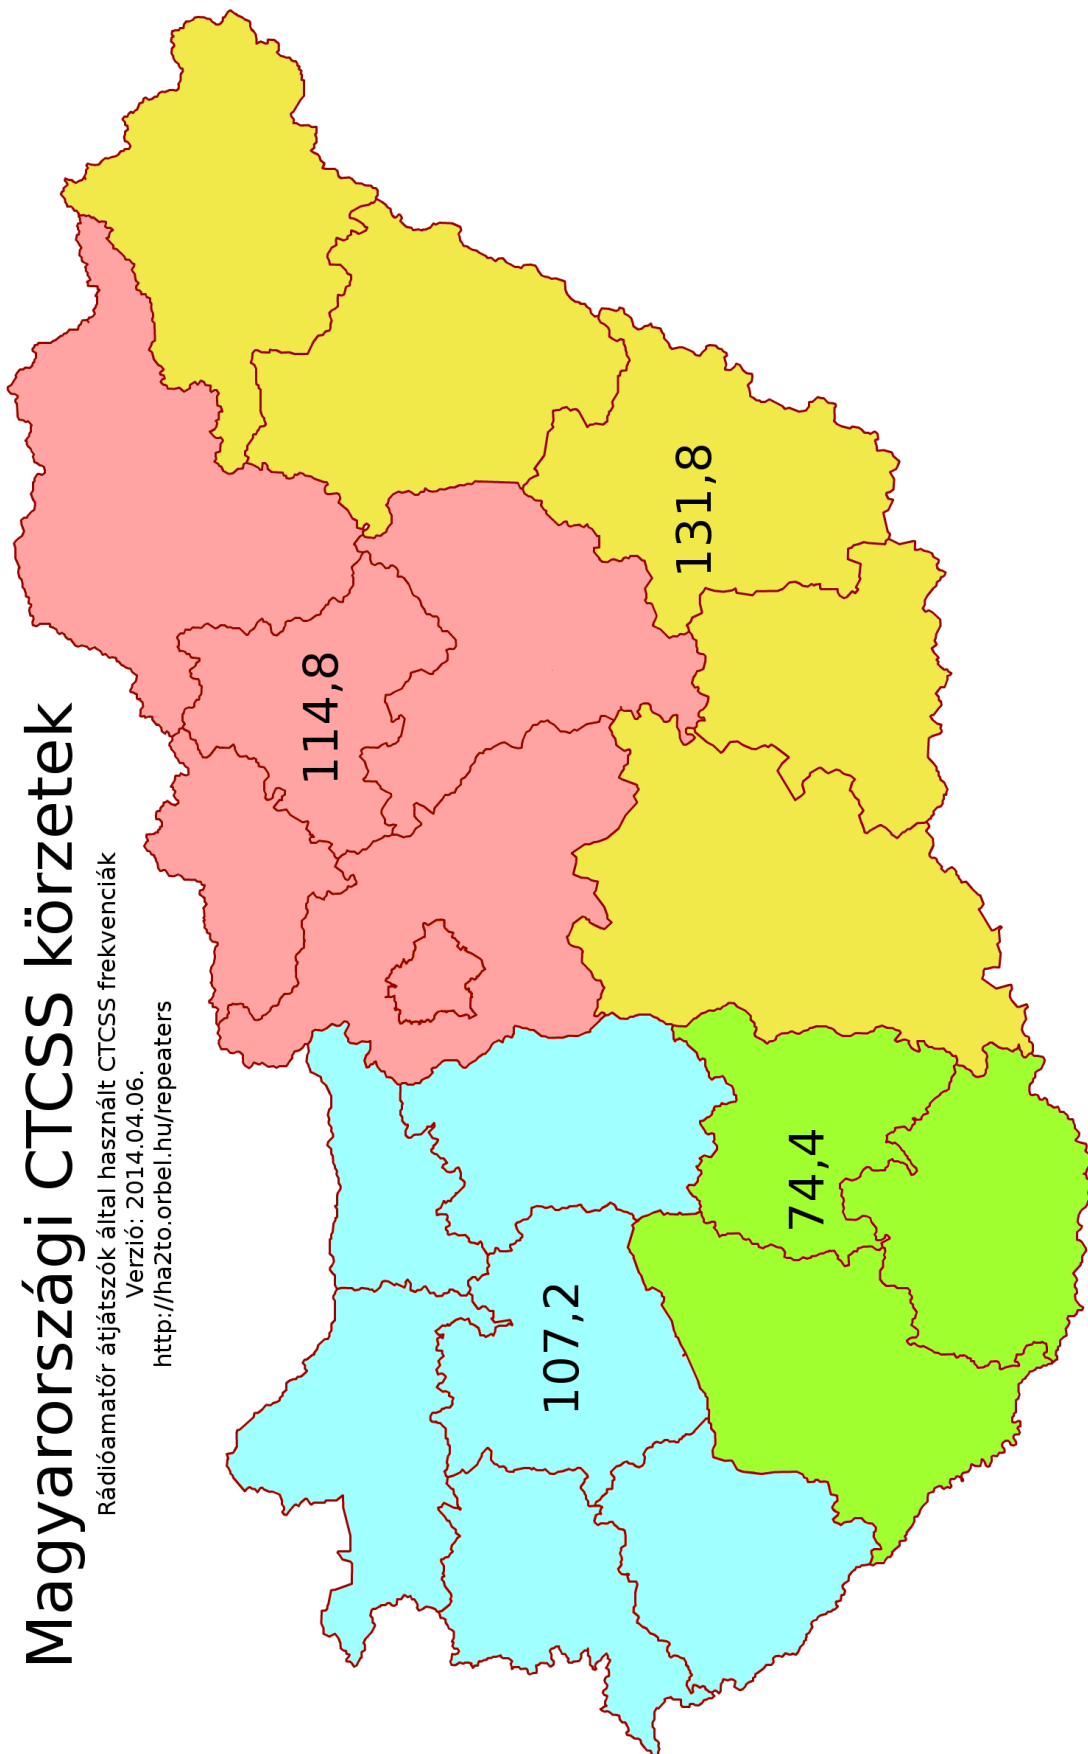 Magyarországi CTCSS körzetek
Rádióamatőr átjátszók által használt CTCSS frekvenciák
Verzió: 2014.04.06.
http://ha2to.orbel.hu/repeaters
114,8
131,8
107,2
74,4